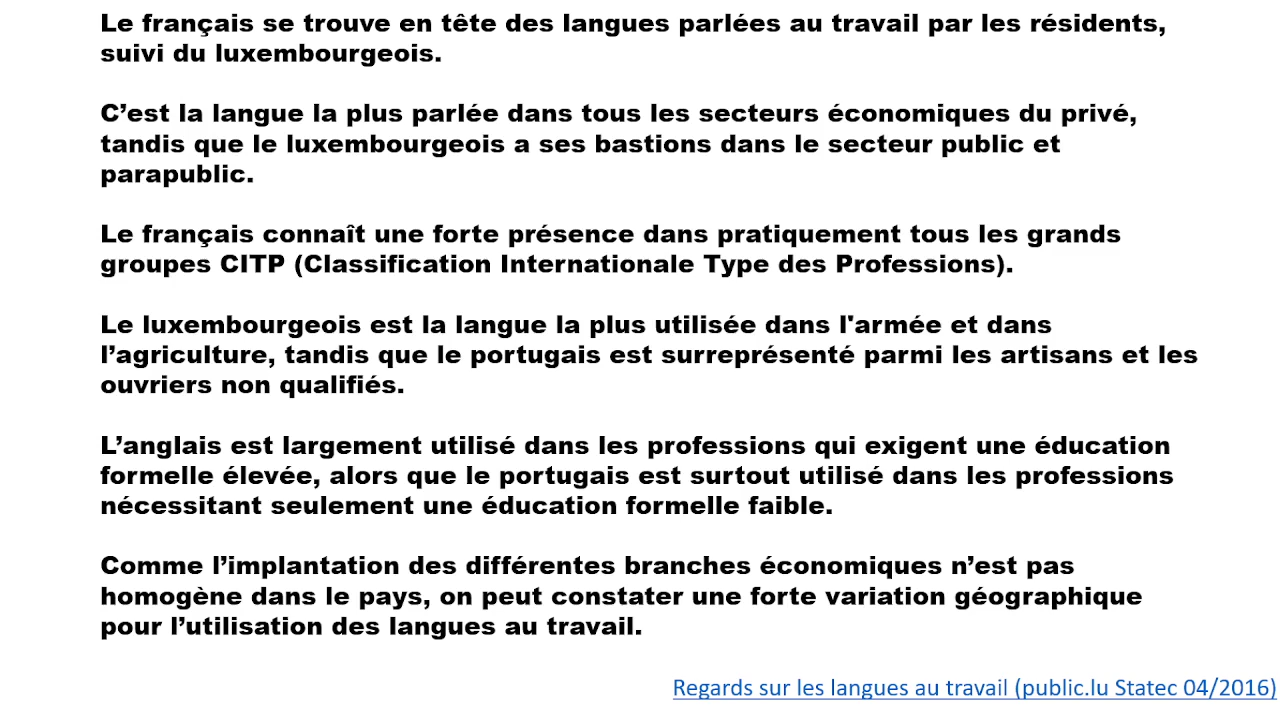 Le français se trouve en tête des langues parlées au travail par les résidents,
suivi du luxembourgeois.
C’est la langue la plus parlée dans tous les secteurs économiques du privé,
tandis que le luxembourgeois a ses bastions dans le secteur public et
parapublic.
Le français connaît une forte présence dans pratiquement tous les grands
groupes CITP (Classification Internationale Type des Professions).
Le luxembourgeois est la langue la plus utilisée dans l'armée et dans
l’agriculture, tandis que le portugais est surreprésenté parmi les artisans et les
ouvriers non qualifiés.
L’anglais est largement utilisé dans les professions qui exigent une éducation
formelle élevée, alors que le portugais est surtout utilisé dans les professions
nécessitant seulement une éducation formelle faible.
Comme l’implantation des différentes branches économiques n’est pas
homogène dans le pays, on peut constater une forte variation géographique
pour l’utilisation des langues au travail.
Regards sur les langues au travail (public.lu Statec 04/2016)